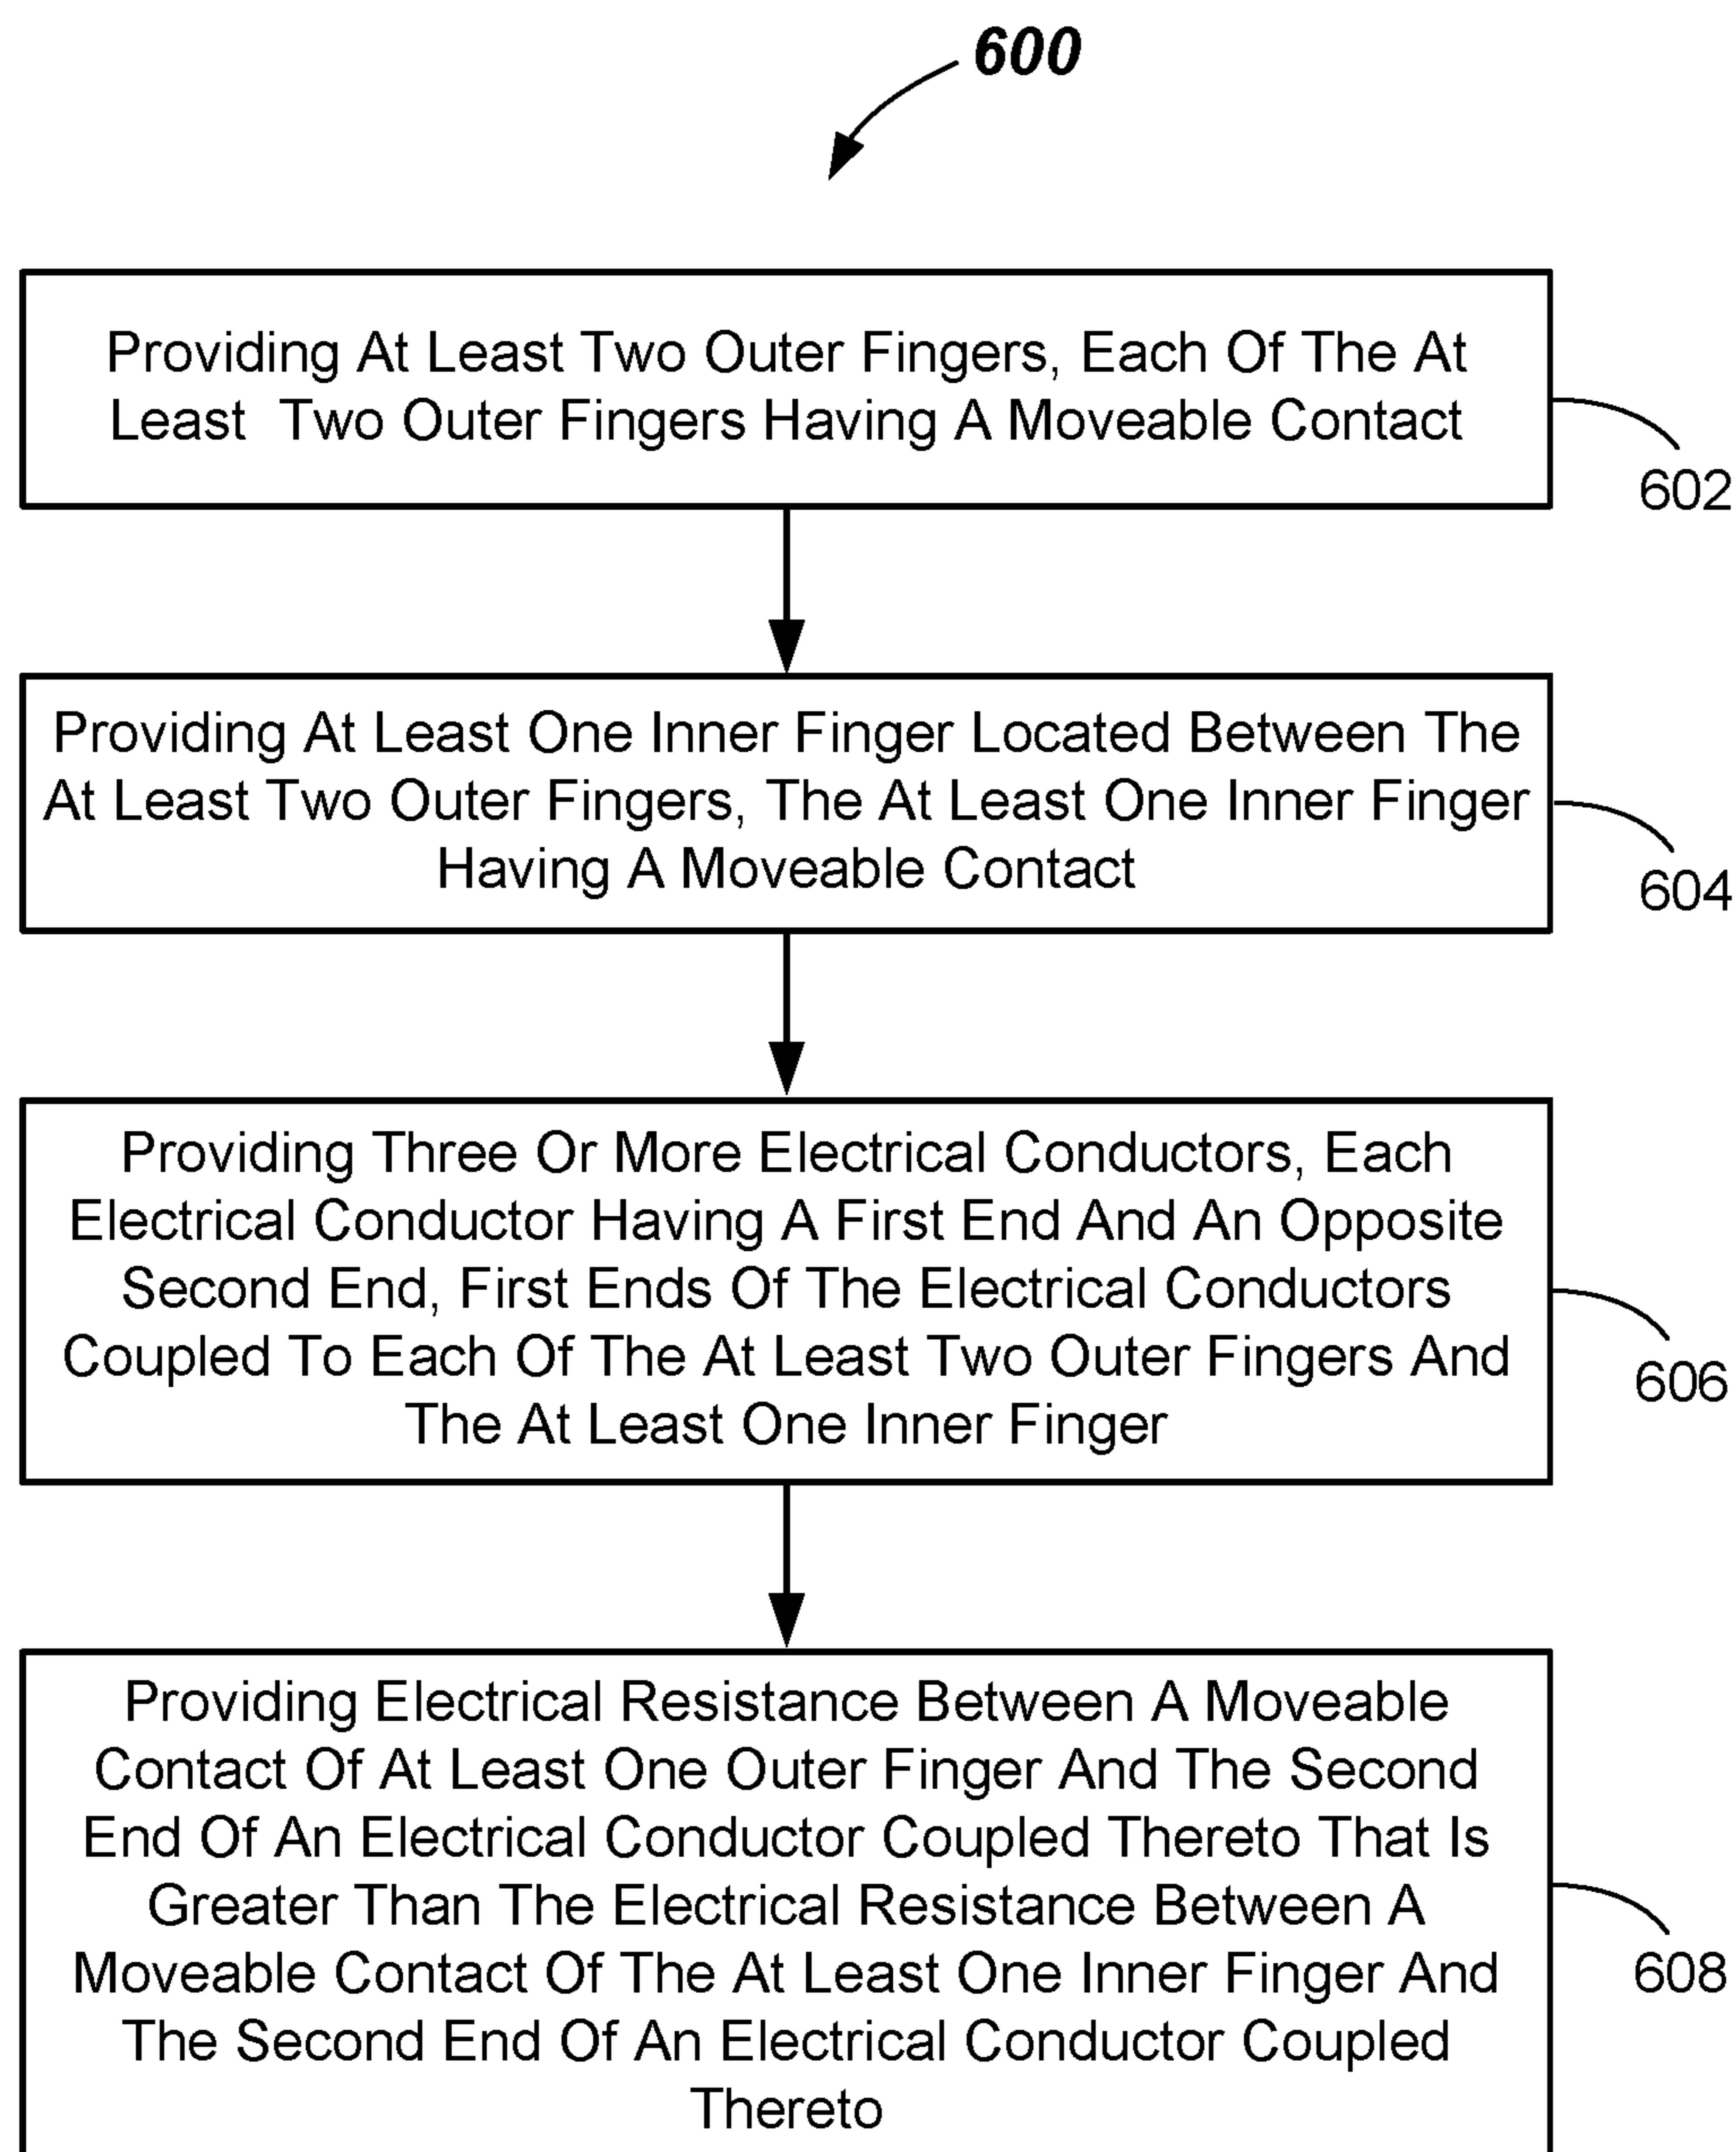 600
Providing At Least Two Outer Fingers, Each Of The At
Least Two Outer Fingers Having A Moveable Contact
602
Providing At Least One Inner Finger Located Between The
At Least Two Outer Fingers, The At Least One Inner Finger
Having A Moveable Contact
604
Providing Three Or More Electrical Conductors, Each
Electrical Conductor Having A First End And An Opposite
Second End, First Ends Of The Electrical Conductors
Coupled To Each Of The At Least Two Outer Fingers And
The At Least One Inner Finger
606
Providing Electrical Resistance Between A Moveable
Contact Of At Least One Outer Finger And The Second
End Of An Electrical Conductor Coupled Thereto That Is
Greater Than The Electrical Resistance Between A
Moveable Contact Of The At Least One Inner Finger And
The Second End Of An Electrical Conductor Coupled
Thereto
608